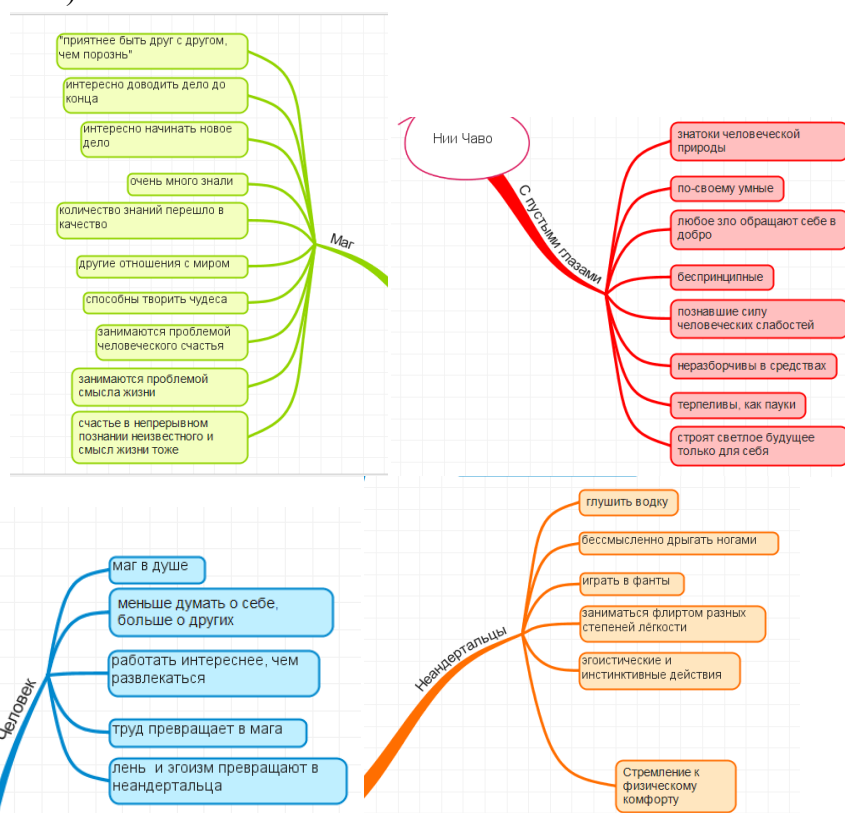 "приятнее быть друг с другом,
чем порознь"
интересно доводить дело до
конца
интересно начинать новое
дело
очень много знали
количество знаний перешло в
качество
другие отношения с миром
способны творить чудеса
занимаются проблемой
человеческого счастья
занимаются проблемой
смысла жизни
счастье в непрерывном
познании неизвестного и
смысл жизни тоже
Маг
Нии Чаво
С пустыми глазами
знатоки человеческой
природы
по-своему умные
любое зло обращают себе в
добро
беспринципные
познавшие силу
человеческих слабостей
неразборчивы в средствах
терпеливы, как пауки
строят светлое будущее
только для себя
Человек
маг в душе
меньше думать о себе,
больше о других
работать интереснее, чем
развлекаться
труд превращает в мага
лень и эгоизм превращают в
неандертальца
Неандертальцы
глушить водку
бессмысленно дрыгать ногами
играть в фанты
заниматься флиртом разных
степеней лёгкости
эгоистические и
инстинктивные действия
Стремление к
физическому
комфорту